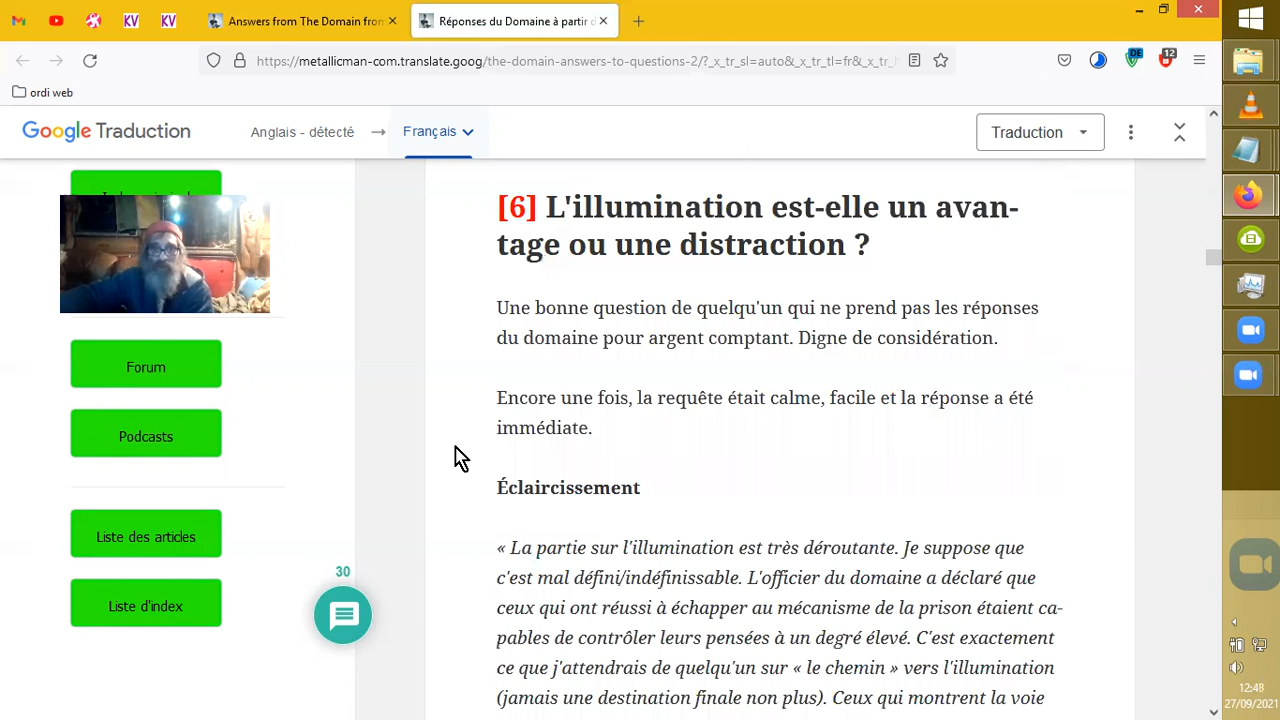 KV
KV
Answers from The Domain from
Réponses du Domaine à partir d
https://metallicman-com.translate.goog/the-domain-answers-to-questions-2/?_x_tr_sl=auto&_x_tr_tl=fr&_x_tr_
DE
12
ordi web
Google Traduction
Anglais - détecté
Français
Traduction
[6] L'illumination est-elle un avan-
tage ou une distraction ?
Une bonne question de quelqu'un qui ne prend pas les réponses
du domaine pour argent comptant. Digne de considération.
Encore une fois, la requête était calme, facile et la réponse a été
immédiate.
Éclaircissement
« La partie sur l'illumination est très déroutante. Je suppose que
c'est mal défini/indéfinissable. L'officier du domaine a déclaré que
ceux qui ont réussi à échapper au mécanisme de la prison étaient ca-
pables de contrôler leurs pensées à un degré élevé. C'est exactement
ce que j'attendrais de quelqu'un sur « le chemin » vers l'illumination
(jamais une destination finale non plus). Ceux qui montrent la voie
Forum
Podcasts
Liste des articles
Liste d'index
30
12:48
27/09/2021